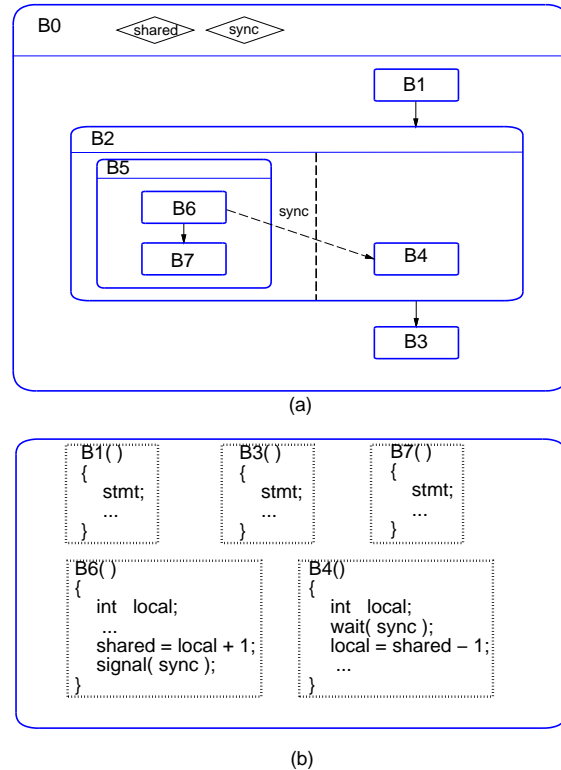 B0
shared
sync
B1
B2
B5
B6
sync
B7
B4
B3
(a)
B1( )
{
stmt;
...
}
B3( )
{
stmt;
...
}
B7( )
{
stmt;
...
}
B6( )
{
int local;
...
shared = local + 1;
signal( sync );
}
B4()
{
int local;
wait( sync );
local = shared − 1;
...
}
(b)